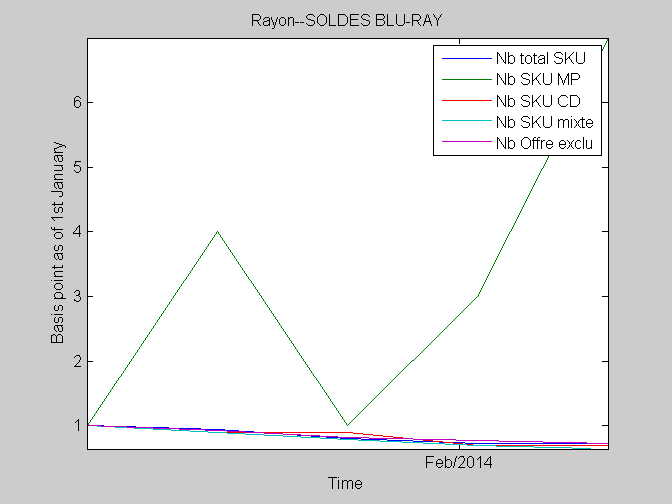 Rayon--SOLDES BLU-RAY
Nb total SKU
Nb SKU MP
Nb SKU CD
Nb SKU mixte
Nb Offre exclu
Basis point as of 1st January
6
5
4
3
2
1
Feb/2014
Time